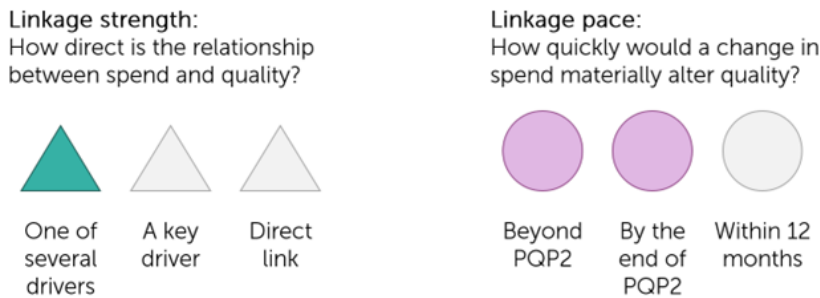 Linkage strength:
How direct is the relationship
between spend and quality?
One of
several
drivers
A key
driver
Direct
link
Linkage pace:
How quickly would a change in
spend materially alter quality?
Beyond
PQP2
By the
end of
PQP2
Within 12
months